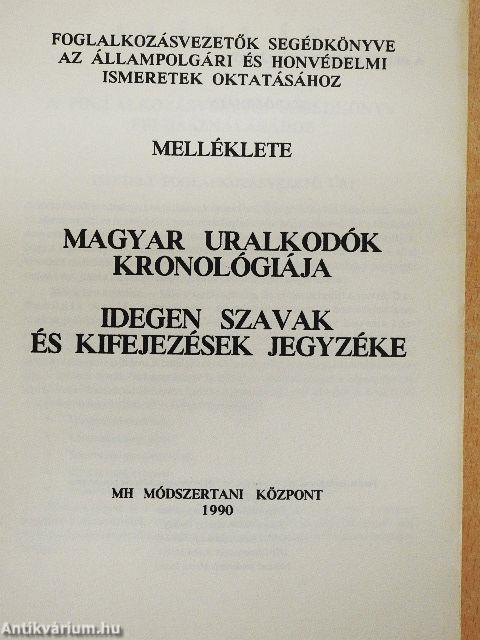 FOGLALKOZÁSVEZETŐK SEGÉDKÖNYVE
AZ ÁLLAMPOLGÁRI ÉS HONVÉDELMI
ISMERETEK OKTATÁSÁHOZ
MELLÉKLETE
MAGYAR URALKODÓK
KRONOLÓGIÁJA
IDEGEN SZAVAK
ÉS KIFEJEZÉSEK JEGYZÉKE
MH MÓDSZERTANI KÖZPONT
1990
Antikvárium.hu